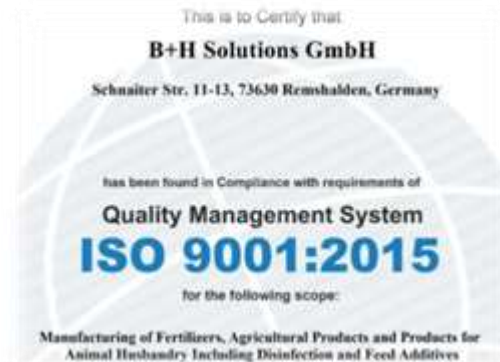 This is to Certify that
B+H Solutions GmbH
Schnaiter Str. 11-13, 73630 Remshalden, Germany
has been found in Compliance with requirements of
Quality Management System
ISO 9001:2015
for the following scope:
Manufacturing of Fertilizers, Agricultural Products and Products for
Animal Husbandry Including Disinfection and Feed Additives